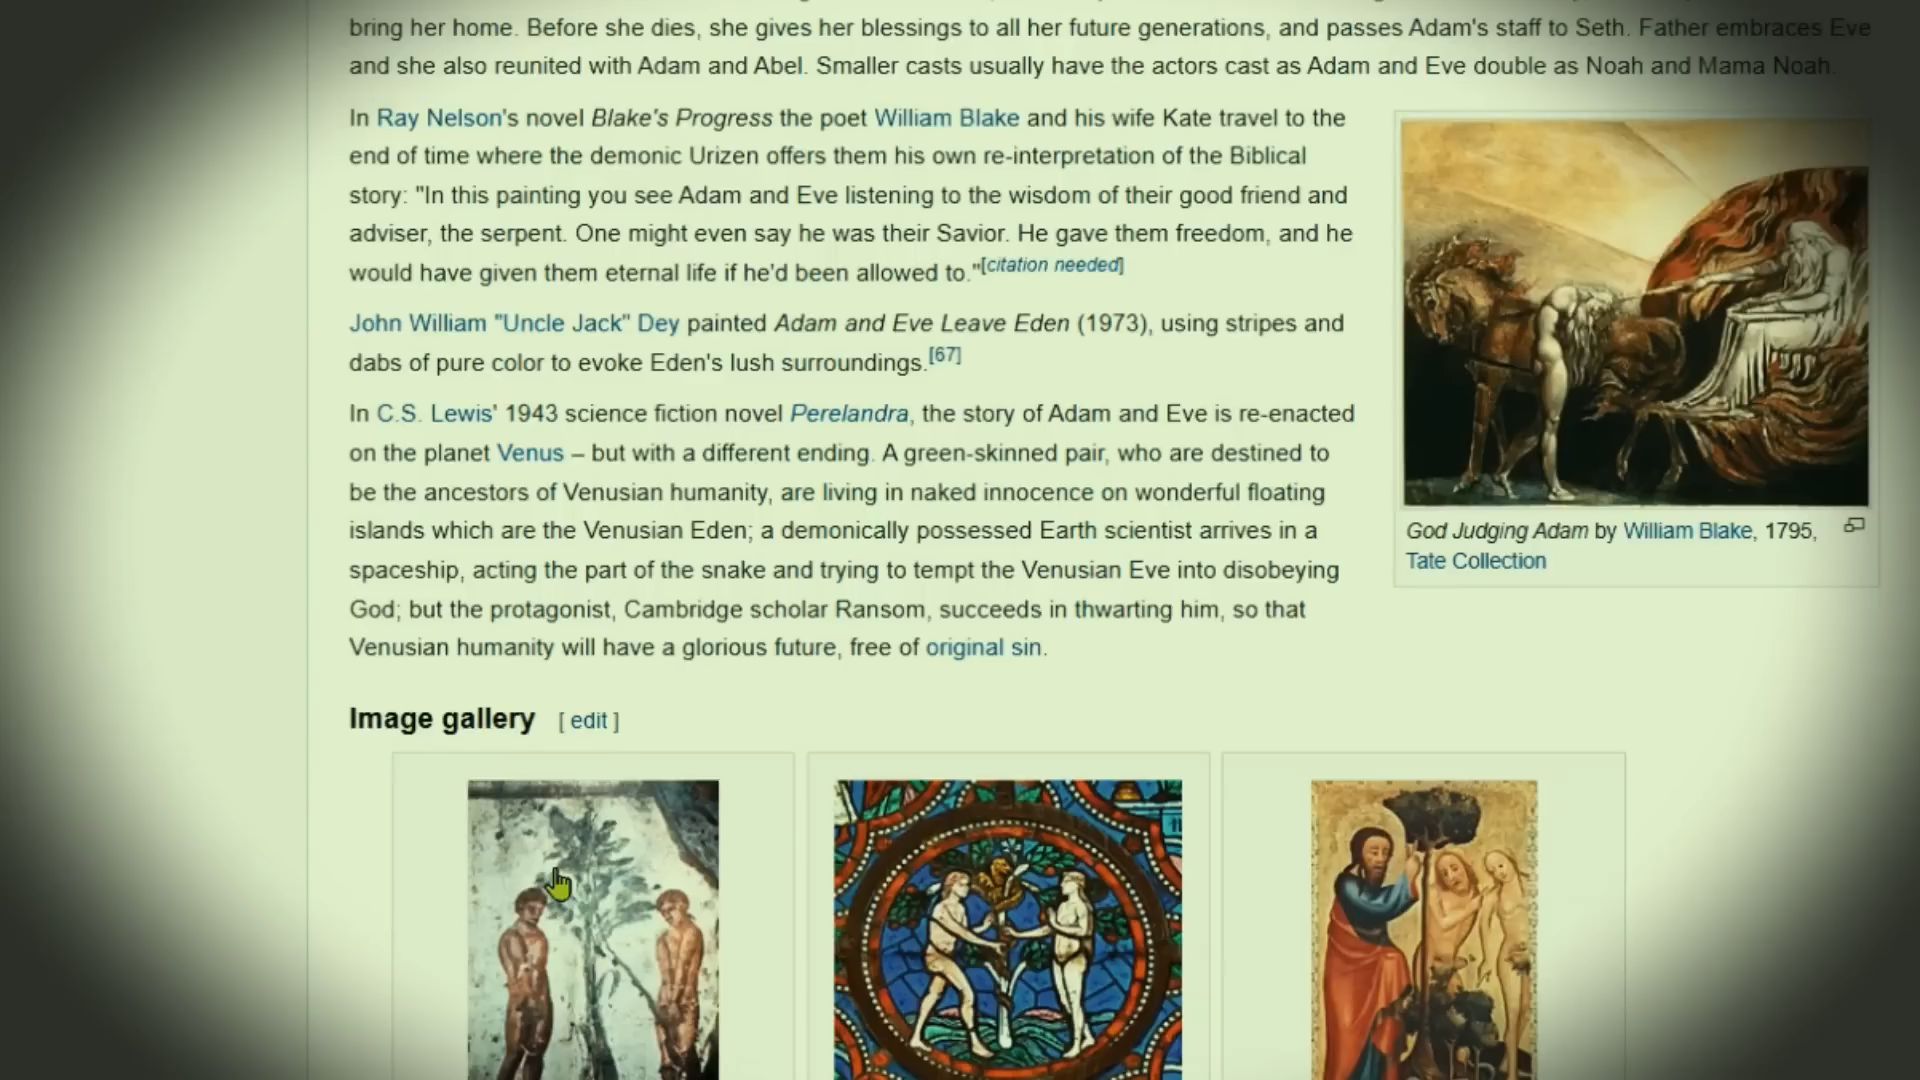 bring her home. Before she dies, she gives her blessings to all her future generations, and passes Adam's staff to Seth. Father embraces Eve
and she also reunited with Adam and Abel. Smaller casts usually have the actors cast as Adam and Eve double as Noah and Mama Noah.
In Ray Nelson's novel Blake's Progress the poet William Blake and his wife Kate travel to the
end of time where the demonic Urizen offers them his own re-interpretation of the Biblical
story: "In this painting you see Adam and Eve listening to the wisdom of their good friend and
adviser, the serpent. One might even say he was their Savior. He gave them freedom, and he
would have given them eternal life if he'd been allowed to."[citation needed]
John William "Uncle Jack" Dey painted Adam and Eve Leave Eden (1973), using stripes and
dabs of pure color to evoke Eden's lush surroundings.[67]
In C.S. Lewis' 1943 science fiction novel Perelandra, the story of Adam and Eve is re-enacted
on the planet Venus – but with a different ending. A green-skinned pair, who are destined to
be the ancestors of Venusian humanity, are living in naked innocence on wonderful floating
islands which are the Venusian Eden; a demonically possessed Earth scientist arrives in a
spaceship, acting the part of the snake and trying to tempt the Venusian Eve into disobeying
God; but the protagonist, Cambridge scholar Ransom, succeeds in thwarting him, so that
Venusian humanity will have a glorious future, free of original sin.
God Judging Adam by William Blake, 1795,
Tate Collection
Image gallery [ edit ]